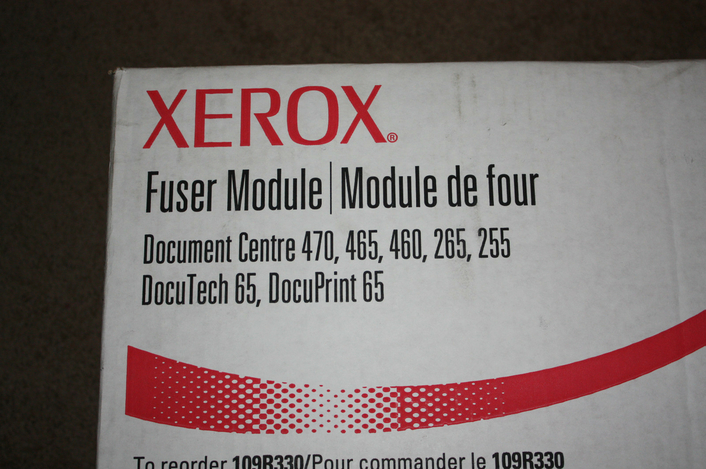 XEROX®
Fuser Module | Module de four
Document Centre 470, 465, 460, 265, 255
DocuTech 65, DocuPrint 65
To reorder 109R330/Pour commander le 109R330